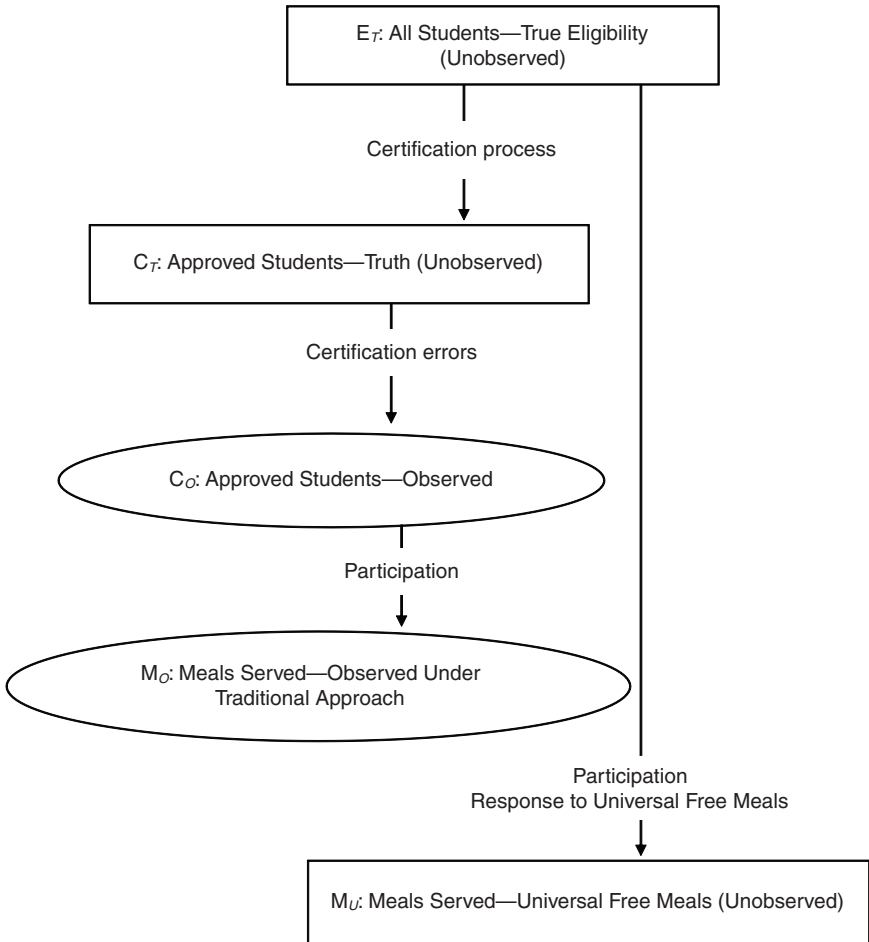 E_T: All Students—True Eligibility
(Unobserved)
Certification process
C_T: Approved Students—Truth (Unobserved)
Certification errors
C_O: Approved Students—Observed
Participation
M_O: Meals Served—Observed Under
Traditional Approach
Participation
Response to Universal Free Meals
M_U: Meals Served—Universal Free Meals (Unobserved)